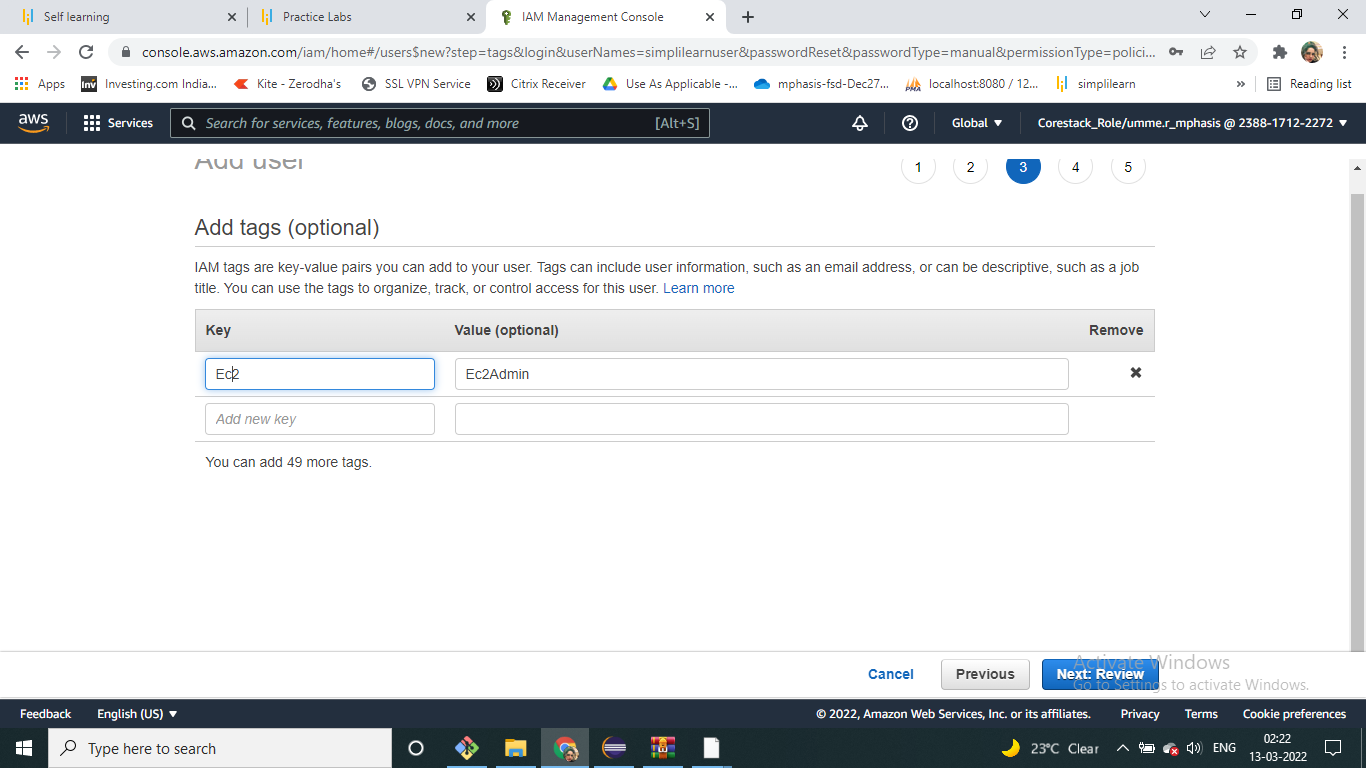 Self learning
Practice Labs
IAM Management Console
console.aws.amazon.com/iam/home#/users$new?step=tags&login&userNames=simplilearnuser&passwordReset&passwordType=manual&permissionType=polici...
Apps
Inv Investing.com India...
Kite - Zerodha's
SSL VPN Service
Citrix Receiver
Use As Applicable -...
mphasis-fsd-Dec27...
localhost:8080 / 12...
simplilearn
»
Reading list
aws
Services
Search for services, features, blogs, docs, and more [Alt+S]
Global
Corestack_Role/umme.r_mphasis @ 2388-1712-2272
Add user
1 2 3 4 5
Add tags (optional)
IAM tags are key-value pairs you can add to your user. Tags can include user information, such as an email address, or can be descriptive, such as a job
title. You can use the tags to organize, track, or control access for this user. Learn more
Key Value (optional) Remove
Ec2 Ec2Admin
Add new key
You can add 49 more tags.
Cancel Previous Next: Review
Activate Windows
Go to Settings to activate Windows.
Feedback English (US) © 2022, Amazon Web Services, Inc. or its affiliates. Privacy Terms Cookie preferences
Type here to search
23°C Clear
ENG
02:22
13-03-2022